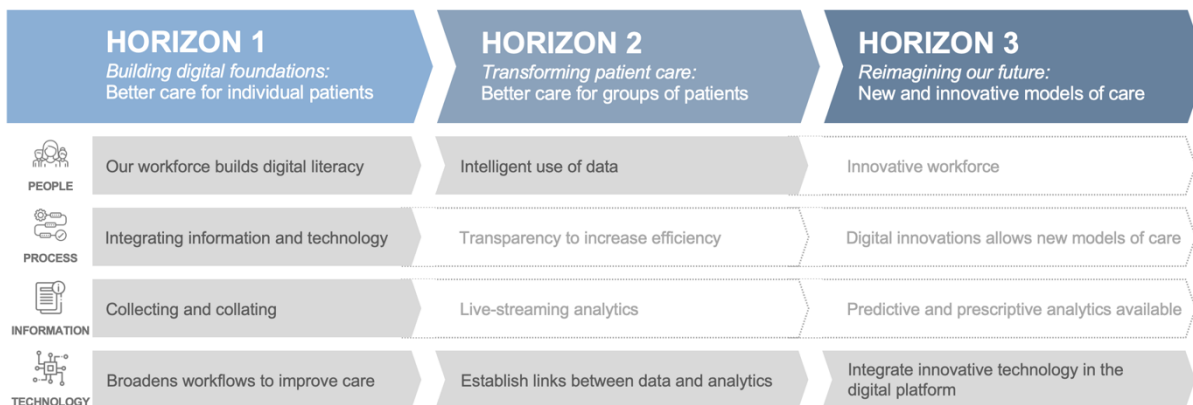 HORIZON 1
Building digital foundations:
Better care for individual patients
HORIZON 2
Transforming patient care:
Better care for groups of patients
HORIZON 3
Reimagining our future:
New and innovative models of care
PEOPLE
Our workforce builds digital literacy
Intelligent use of data
Innovative workforce
PROCESS
Integrating information and technology
Transparency to increase efficiency
Digital innovations allows new models of care
INFORMATION
Collecting and collating
Live-streaming analytics
Predictive and prescriptive analytics available
TECHNOLOGY
Broadens workflows to improve care
Establish links between data and analytics
Integrate innovative technology in the
digital platform